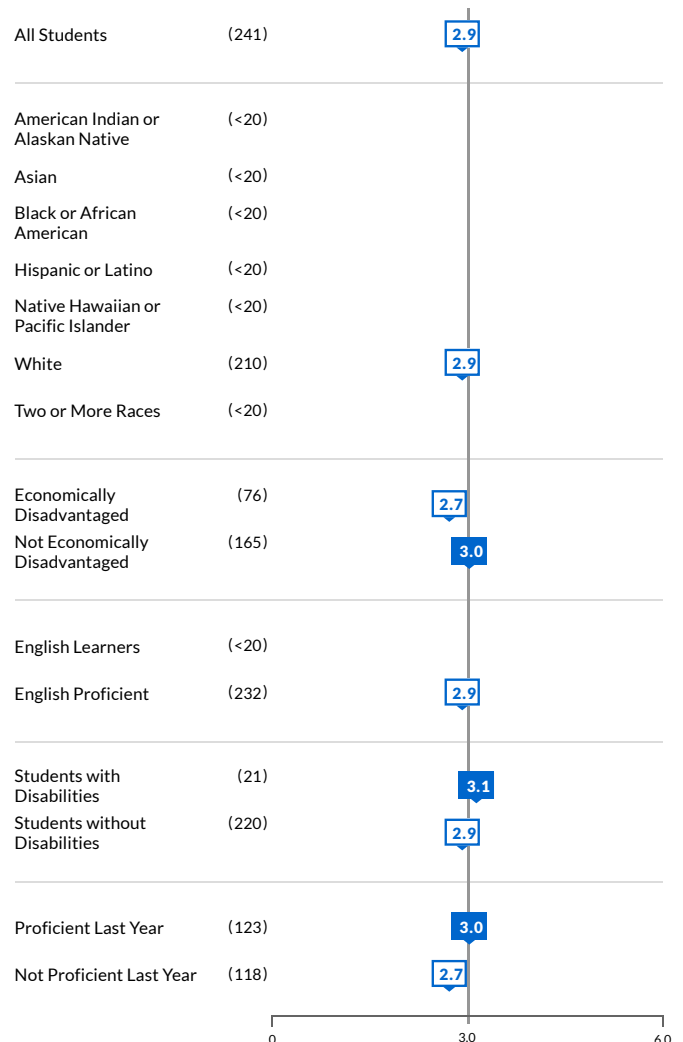 All Students (241) 2.9
American Indian or (<20)
Alaskan Native
Asian (<20)
Black or African (<20)
American
Hispanic or Latino (<20)
Native Hawaiian or (<20)
Pacific Islander
White (210) 2.9
Two or More Races (<20)
Economically (76) 2.7
Disadvantaged
Not Economically (165) 3.0
Disadvantaged
English Learners (<20)
English Proficient (232) 2.9
Students with (21) 3.1
Disabilities
Students without (220) 2.9
Disabilities
Proficient Last Year (123) 3.0
Not Proficient Last Year (118) 2.7
0 3.0 6.0